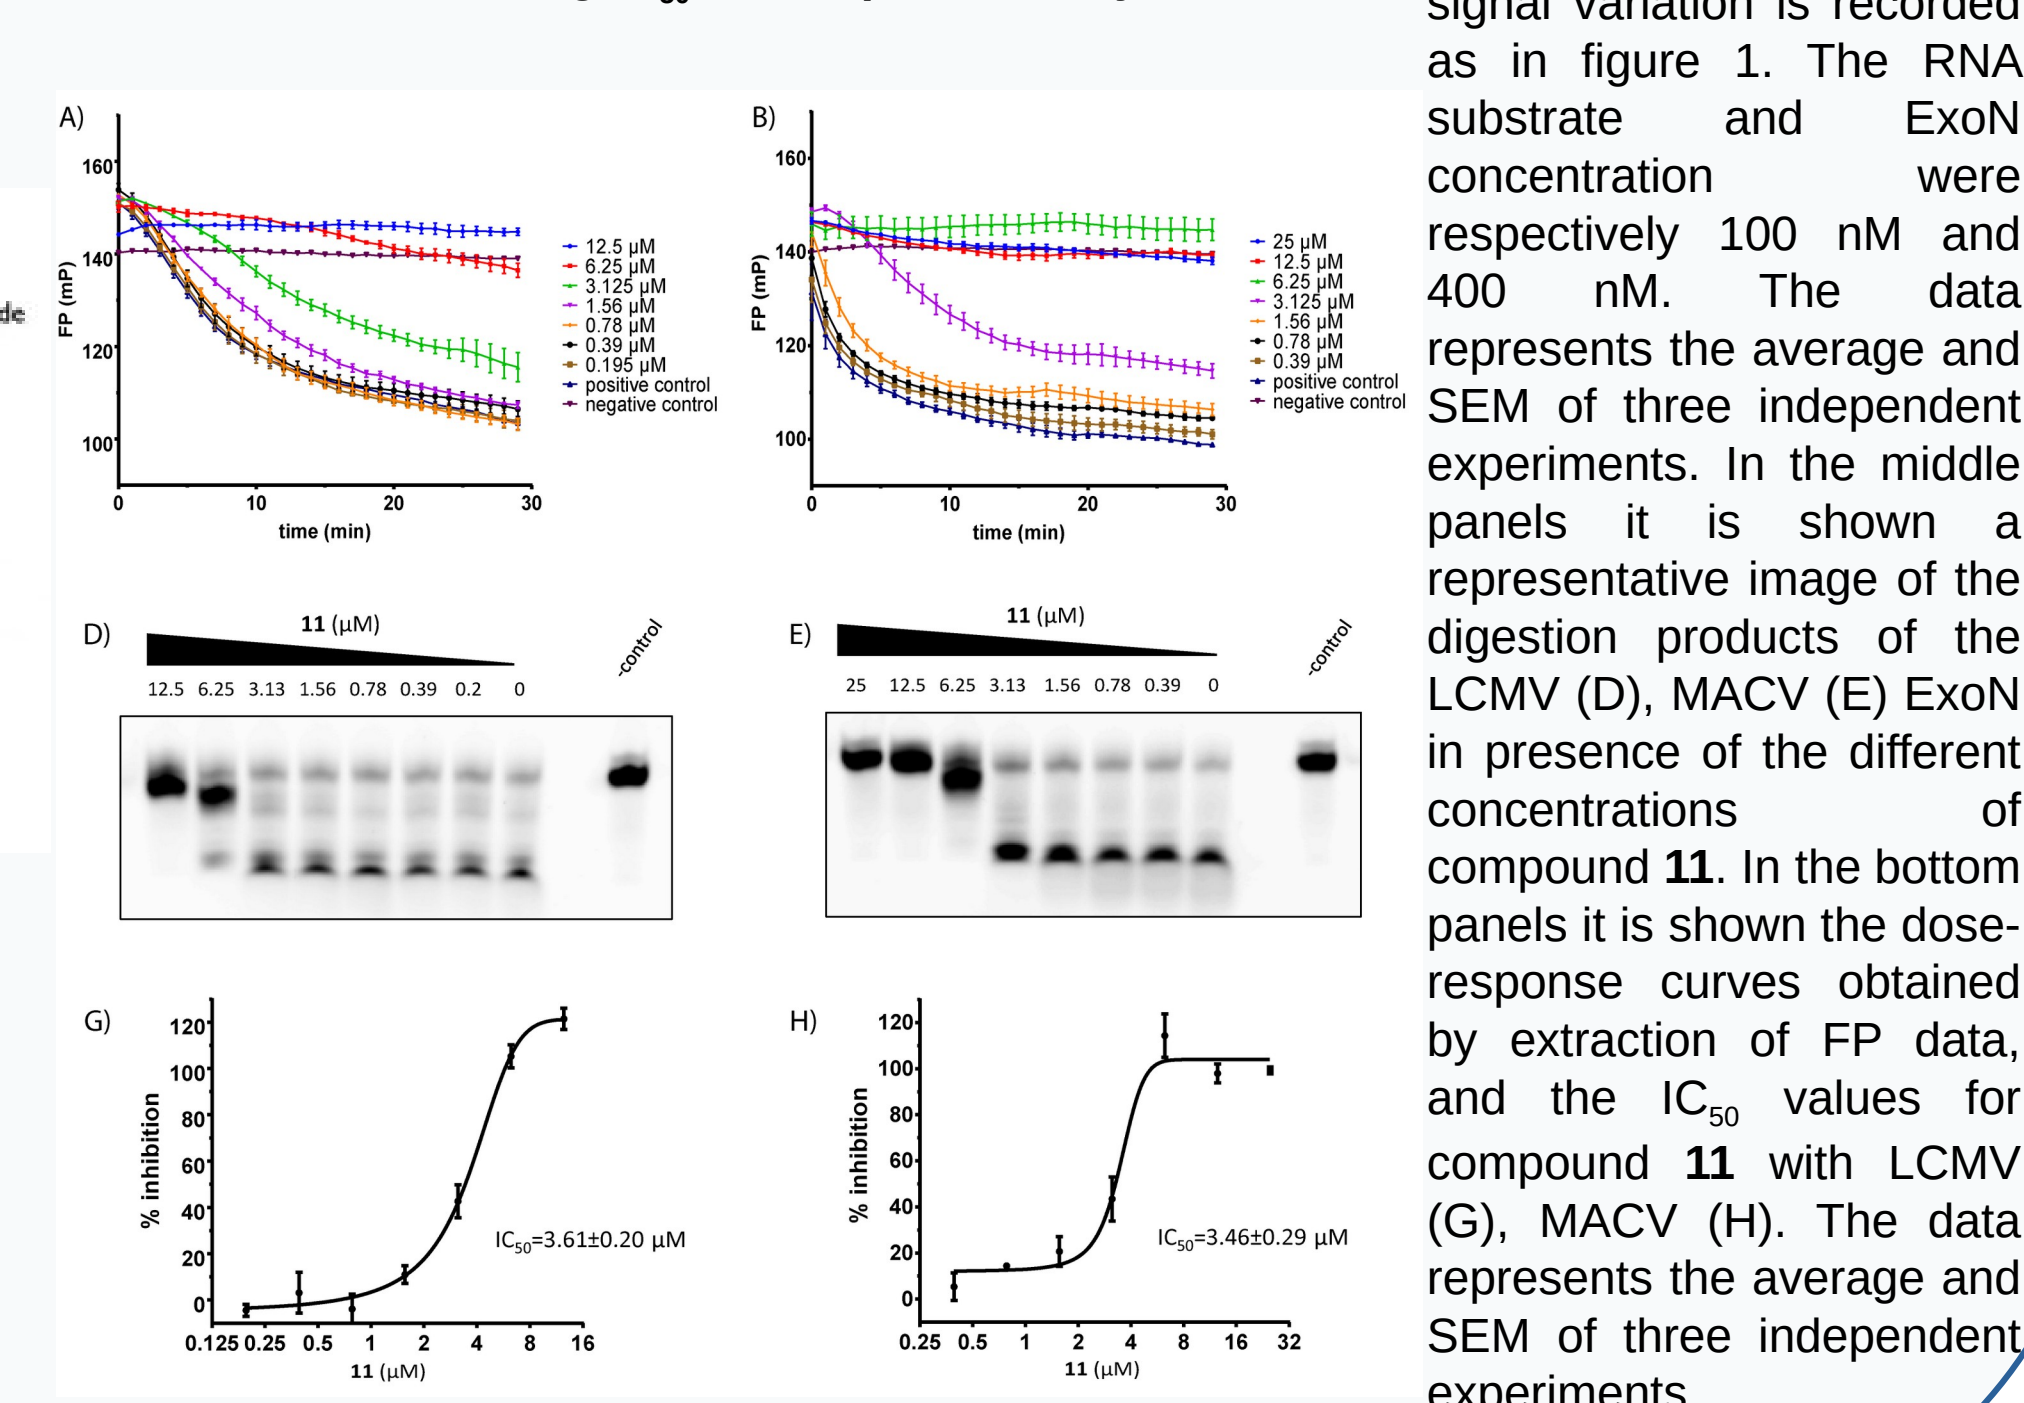 signal variation is recorded
as in figure 1. The RNA
substrate and ExoN
concentration were
respectively 100 nM and
400 nM. The data
represents the average and
SEM of three independent
experiments. In the middle
panels it is shown a
representative image of the
digestion products of the
LCMV (D), MACV (E) ExoN
in presence of the different
concentrations of
compound 11. In the bottom
panels it is shown the dose-
response curves obtained
by extraction of FP data,
and the IC50 values for
compound 11 with LCMV
(G), MACV (H). The data
represents the average and
SEM of three independent
experiments
A)
FP (mP)
160
140
120
100
0 10 20 30
time (min)
12.5 µM
6.25 µM
3.125 µM
1.56 µM
0.78 µM
0.39 µM
0.195 µM
positive control
negative control
B)
FP (mP)
160
140
120
100
0 10 20 30
time (min)
25 µM
12.5 µM
6.25 µM
3.125 µM
1.56 µM
0.78 µM
0.39 µM
positive control
negative control
D)
11 (µM)
-control
12.5 6.25 3.13 1.56 0.78 0.39 0.2 0
E)
11 (µM)
-control
25 12.5 6.25 3.13 1.56 0.78 0.39 0
G)
% inhibition
120
100
80
60
40
20
0
IC50=3.61±0.20 µM
0.125 0.25 0.5 1 2 4 8 16
11 (µM)
H)
% inhibition
120
100
80
60
40
20
0
IC50=3.46±0.29 µM
0.25 0.5 1 2 4 8 16 32
11 (µM)